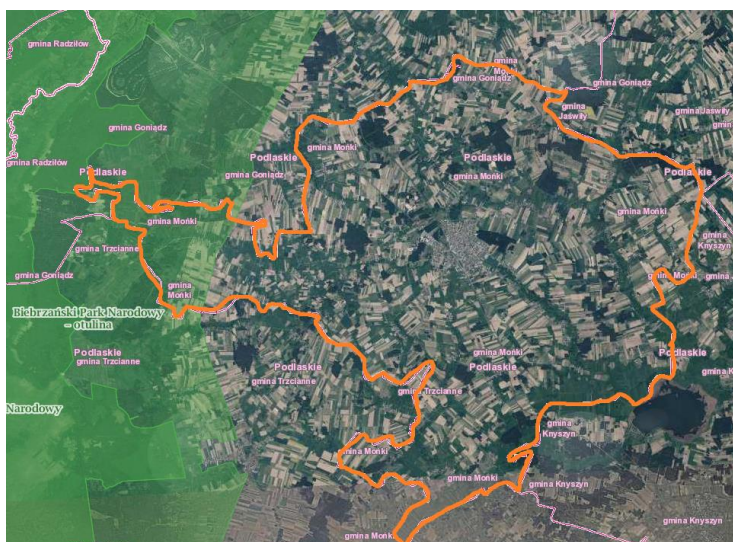 gmina Radziłów
gmina
gmina Goniądz
gmina Goniądz
gmina
Jaświły
gmina Jaświły
gmina Goniądz
gmina Mońki
Podlaskie
Podlaskie
gmina Radziłów
Podlaskie
gmina Goniądz
gmina Mońki
Podlaskie
gmina Mońki
gmina Mońki
gmina Trzcianne
gmina
Knyszyn
gmina Goniądz
gmina
Mońki
gmina Mońki
Biebrzański Park Narodowy
- otulina
Podlaskie
gmina Trzcianne
Podlaskie
gmina Trzcianne
gmina Mońki
Podlaskie
Podlaskie
gmina Trzcianne
Narodowy
gmina
Knyszyn
gmina Mońki
gmina Mońki
gmina Knyszyn
gmina Knyszyn
gmina Mońki